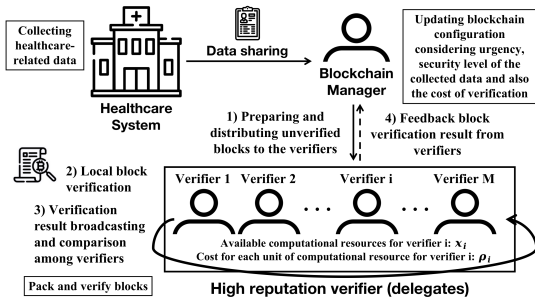 Collecting
healthcare-
related data
Data sharing
Healthcare
System
Blockchain
Manager
Updating blockchain
configuration
considering urgency,
security level of the
collected data and also
the cost of verification
1) Preparing and
distributing unverified
blocks to the verifiers
4) Feedback block
verification result from
verifiers
2) Local block
verification
3) Verification
result broadcasting
and comparison
among verifiers
Pack and verify blocks
Verifier 1 Verifier 2 Verifier i Verifier M
. . . . . .
Available computational resources for verifier i: x_i
Cost for each unit of computational resource for verifier i: ρ_i
High reputation verifier (delegates)